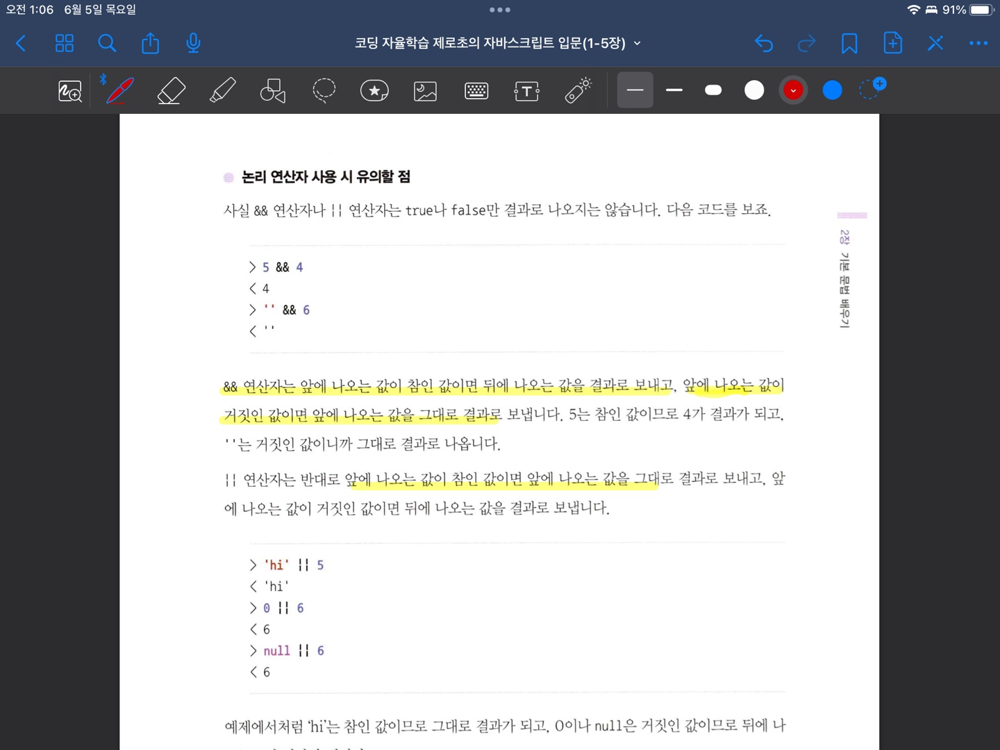 오전 1:06 6월 5일 목요일
91%
코딩 자율학습 제로초의 자바스크립트 입문(1-5장)
논리 연산자 사용 시 유의할 점
사실 && 연산자나 || 연산자는 true나 false만 결과로 나오지는 않습니다. 다음 코드를 보죠.
> 5 && 4
< 4
> '' && 6
< ''
&& 연산자는 앞에 나오는 값이 참인 값이면 뒤에 나오는 값을 결과로 보내고, 앞에 나오는 값이
거짓인 값이면 앞에 나오는 값을 그대로 결과로 보냅니다. 5는 참인 값이므로 4가 결과가 되고,
''는 거짓인 값이니까 그대로 결과로 나옵니다.
|| 연산자는 반대로 앞에 나오는 값이 참인 값이면 앞에 나오는 값을 그대로 결과로 보내고, 앞
에 나오는 값이 거짓인 값이면 뒤에 나오는 값을 결과로 보냅니다.
> 'hi' || 5
< 'hi'
> 0 || 6
< 6
> null || 6
< 6
예제에서처럼 'hi'는 참인 값이므로 그대로 결과가 되고, 0이나 null은 거짓인 값이므로 뒤에 나
2장 기본 문법 배우기